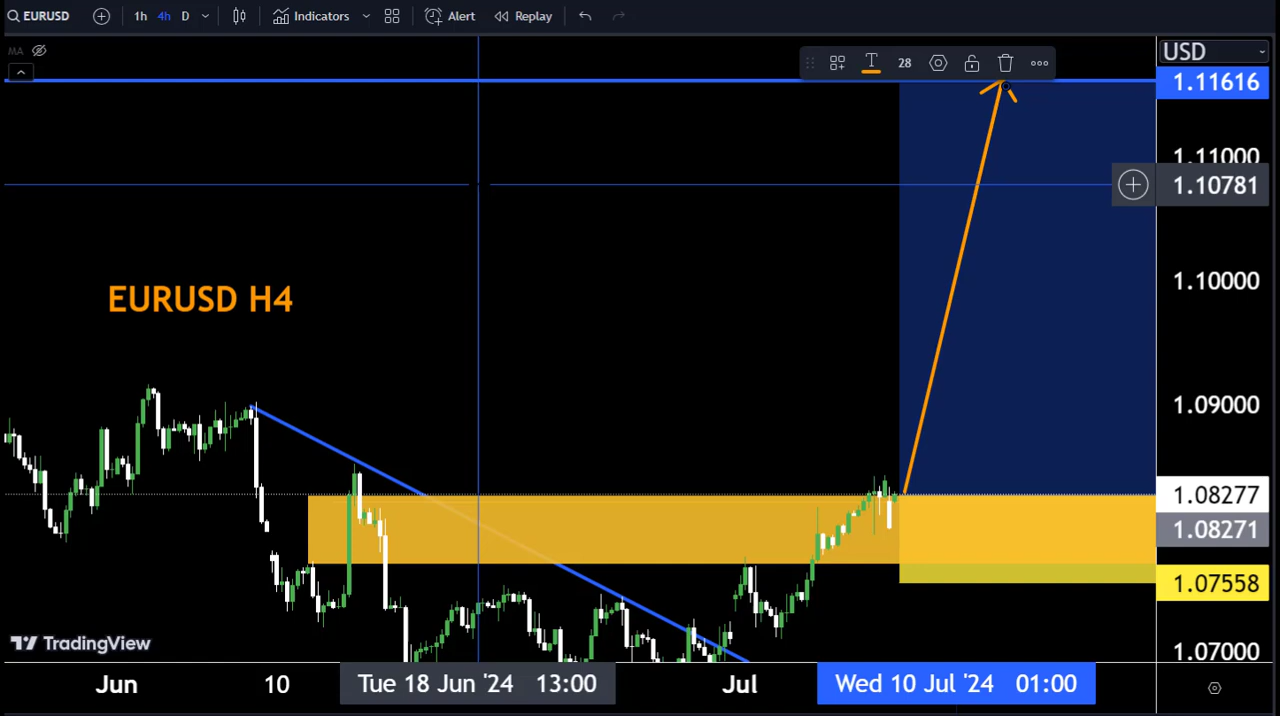 EURUSD 1h 4h D Indicators Alert Replay
MA
T 28
USD
1.11616
1.11000
1.10781
1.10000
EURUSD H4
1.09000
1.08277
1.08271
1.07558
TradingView
1.07000
Jun 10 Tue 18 Jun '24 13:00 Jul Wed 10 Jul '24 01:00